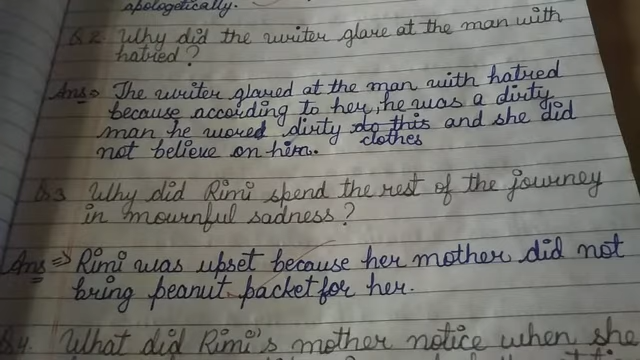 apologetically.
Q.2. Why did the writer glare at the man with
hatred?
Ans⇒ The writer glared at the man with hatred
because according to her, he was a dirty
man he wored dirty do this and she did
clothes
not believe on him.
Q.3 Why did Rimi spend the rest of the journey
in mournful sadness?
Ans⇒ Rimi was upset because her mother did not
bring peanut packet for her.
Q.4. What did Rimi's mother notice when she